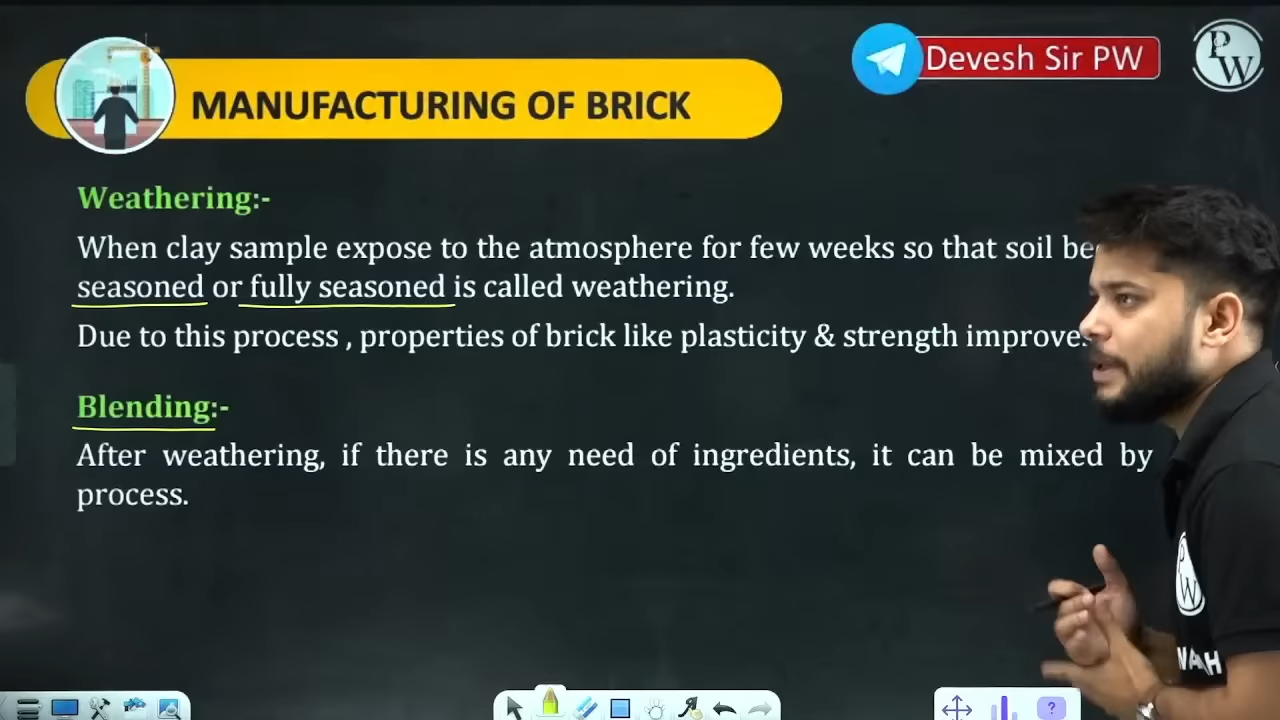 Devesh Sir PW
PW
MANUFACTURING OF BRICK
Weathering:-
When clay sample expose to the atmosphere for few weeks so that soil
seasoned or fully seasoned is called weathering.
Due to this process , properties of brick like plasticity & strength improves
Blending:-
After weathering, if there is any need of ingredients, it can be mixed by
process.
PW